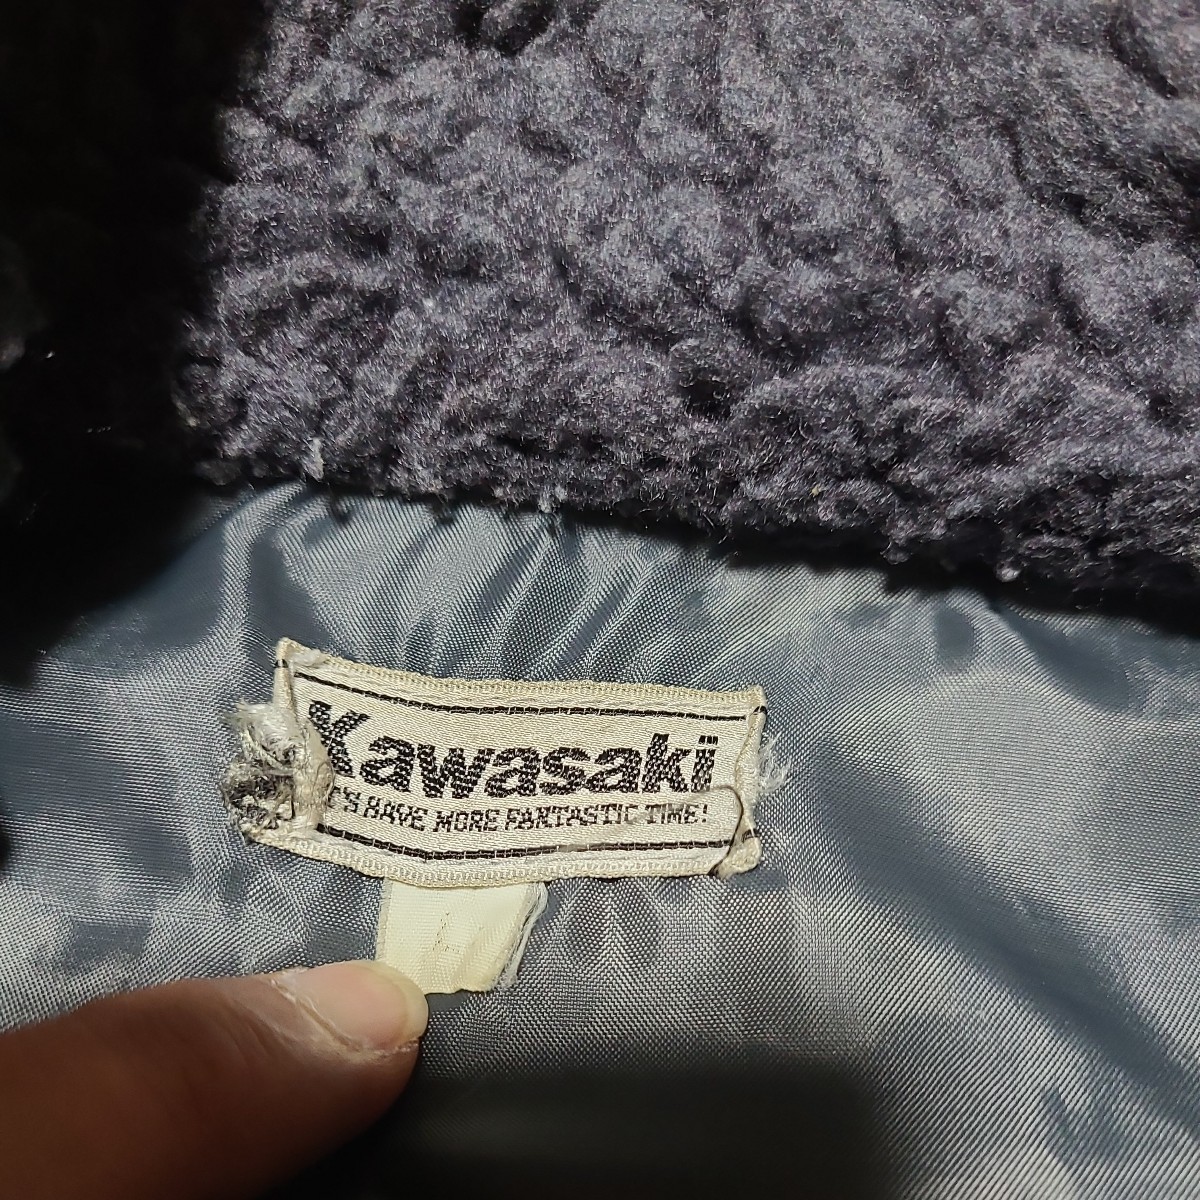 Kawasaki
'S HAVE MORE FANTASTIC TIME!
L